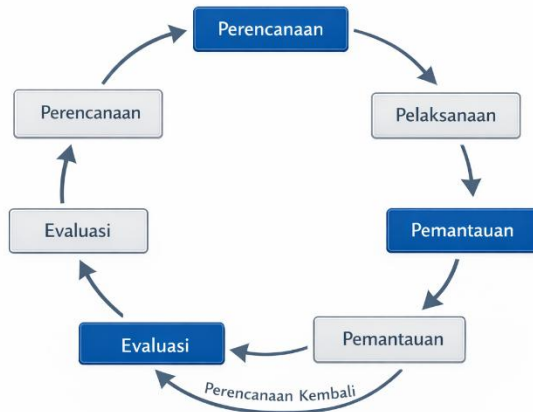 Perencanaan
Perencanaan
Pelaksanaan
Evaluasi
Pemantauan
Evaluasi
Pemantauan
Perencanaan Kembali